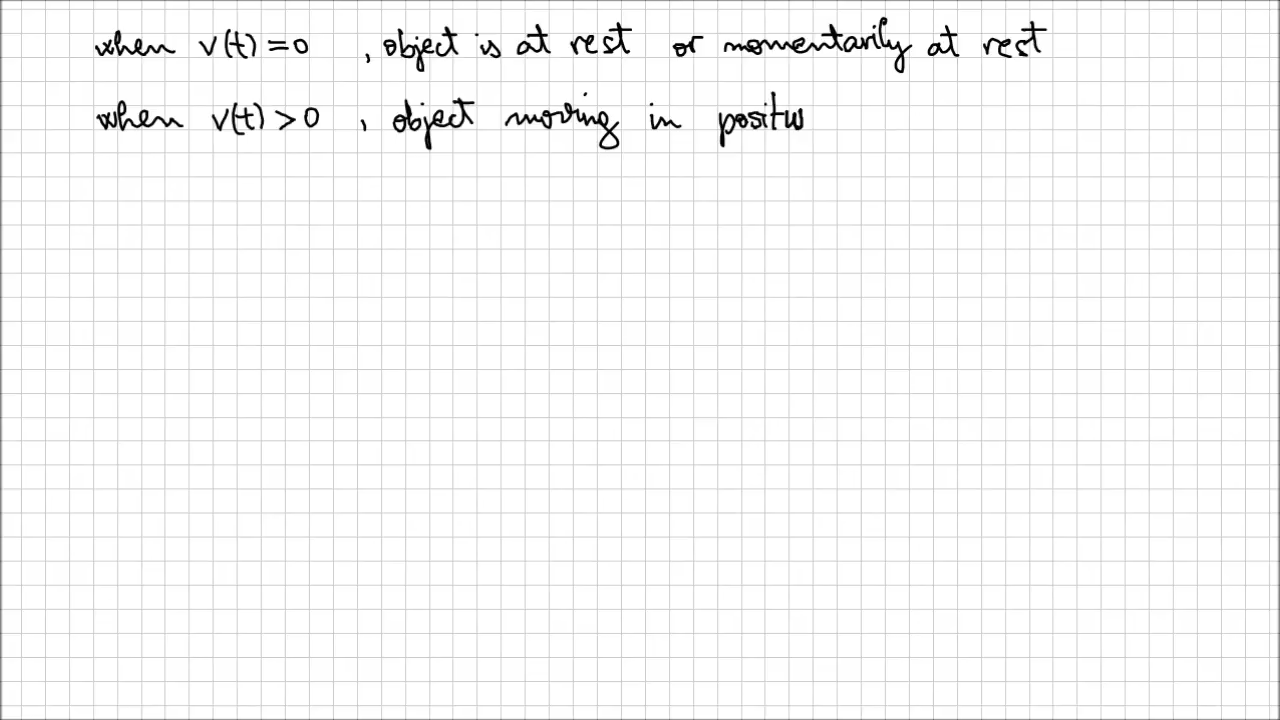 when v(t) = 0 , object is at rest or momentarily at rest
when v(t) > 0 , object moving in positiv